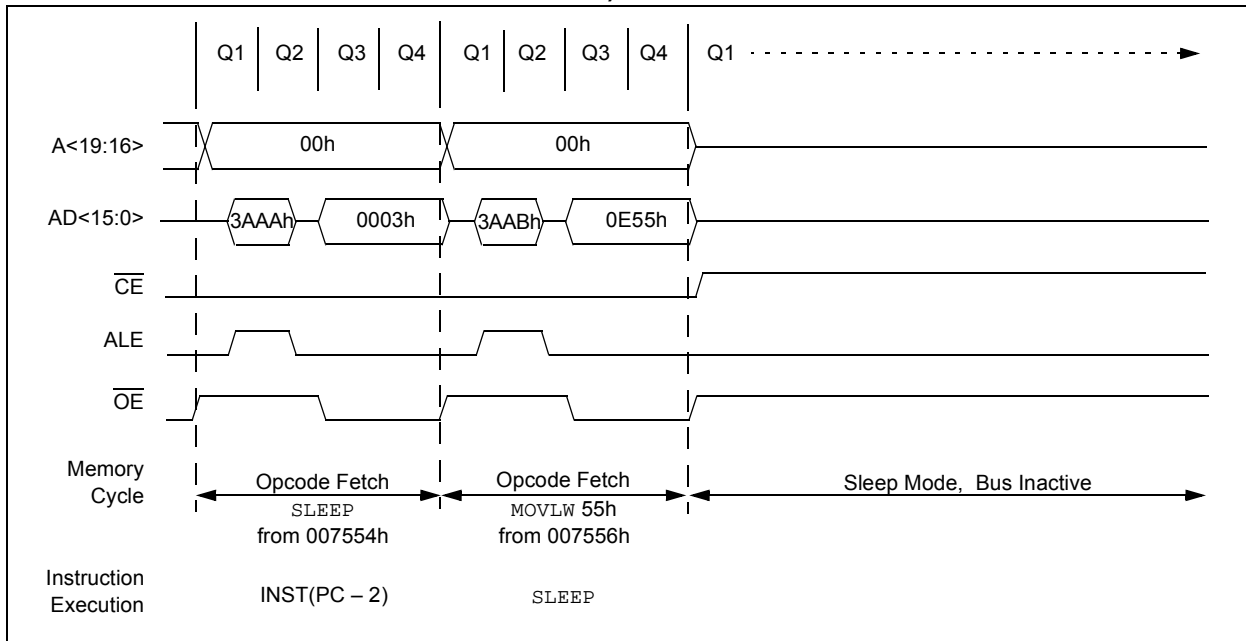 Q1 Q2 Q3 Q4 Q1 Q2 Q3 Q4 Q1
A<19:16> 00h 00h
AD<15:0> 3AAAh 0003h 3AABh 0E55h
CE
ALE
OE
Memory Cycle
Opcode Fetch
SLEEP
from 007554h
Opcode Fetch
MOVLW 55h
from 007556h
Sleep Mode, Bus Inactive
Instruction Execution
INST(PC – 2)
SLEEP